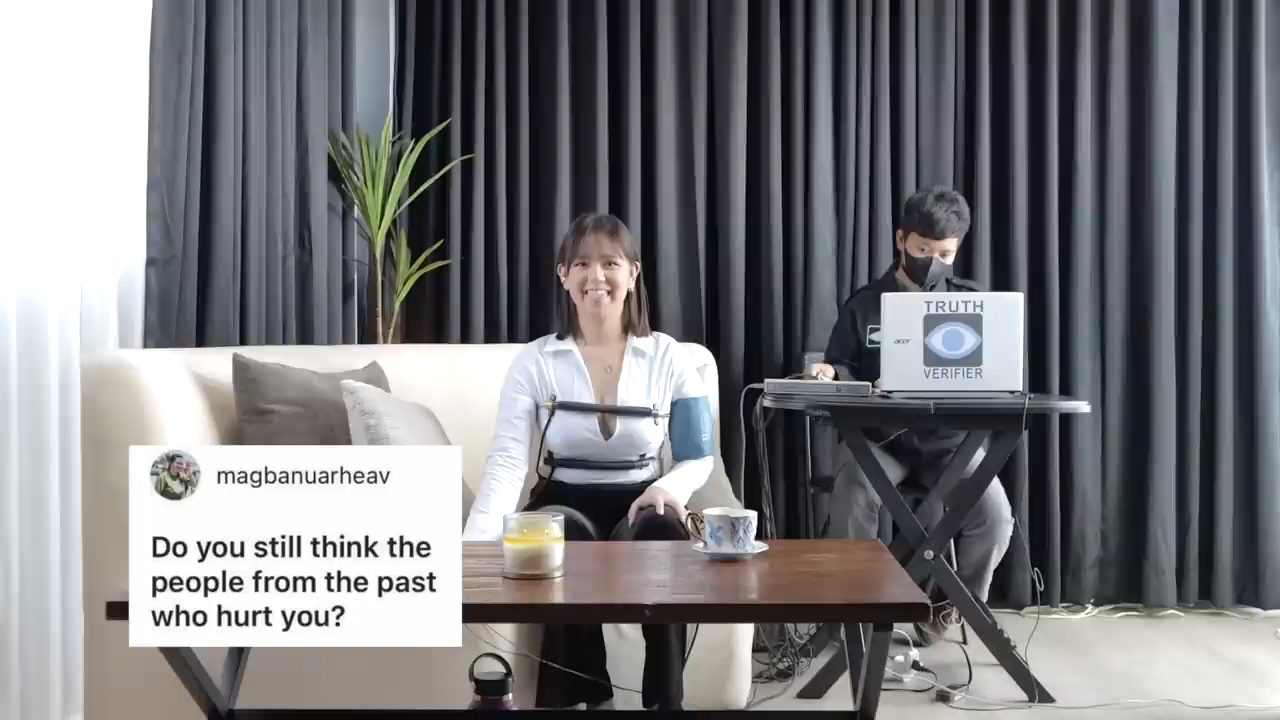 magbanuarheav
Do you still think the
people from the past
who hurt you?
TRUTH
acer
VERIFIER